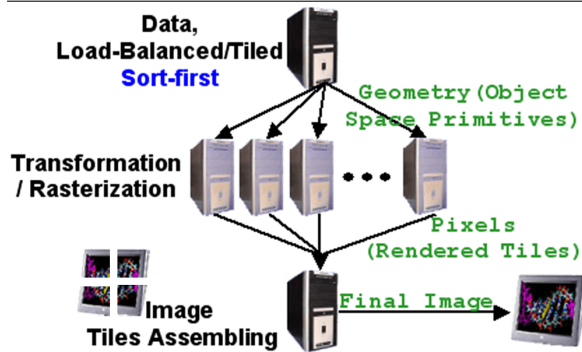 Data,
Load-Balanced/Tiled
Sort-first
Geometry(Object
Space Primitives)
Transformation
/ Rasterization
Pixels
(Rendered Tiles)
Image
Tiles Assembling
Final Image